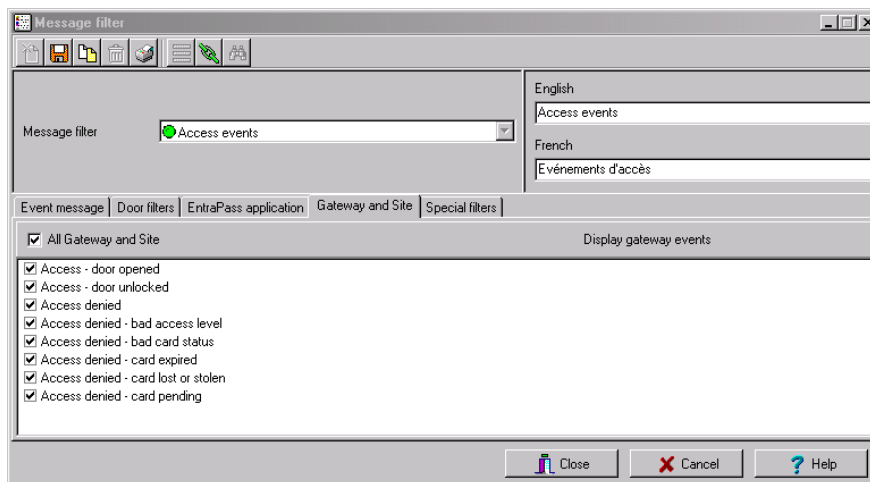 Message filter
English
Message filter
Access events
Access events
French
Evénements d'accès
Event message
Door filters
EntraPass application
Gateway and Site
Special filters
All Gateway and Site
Display gateway events
Access - door opened
Access - door unlocked
Access denied
Access denied - bad access level
Access denied - bad card status
Access denied - card expired
Access denied - card lost or stolen
Access denied - card pending
Close
Cancel
Help